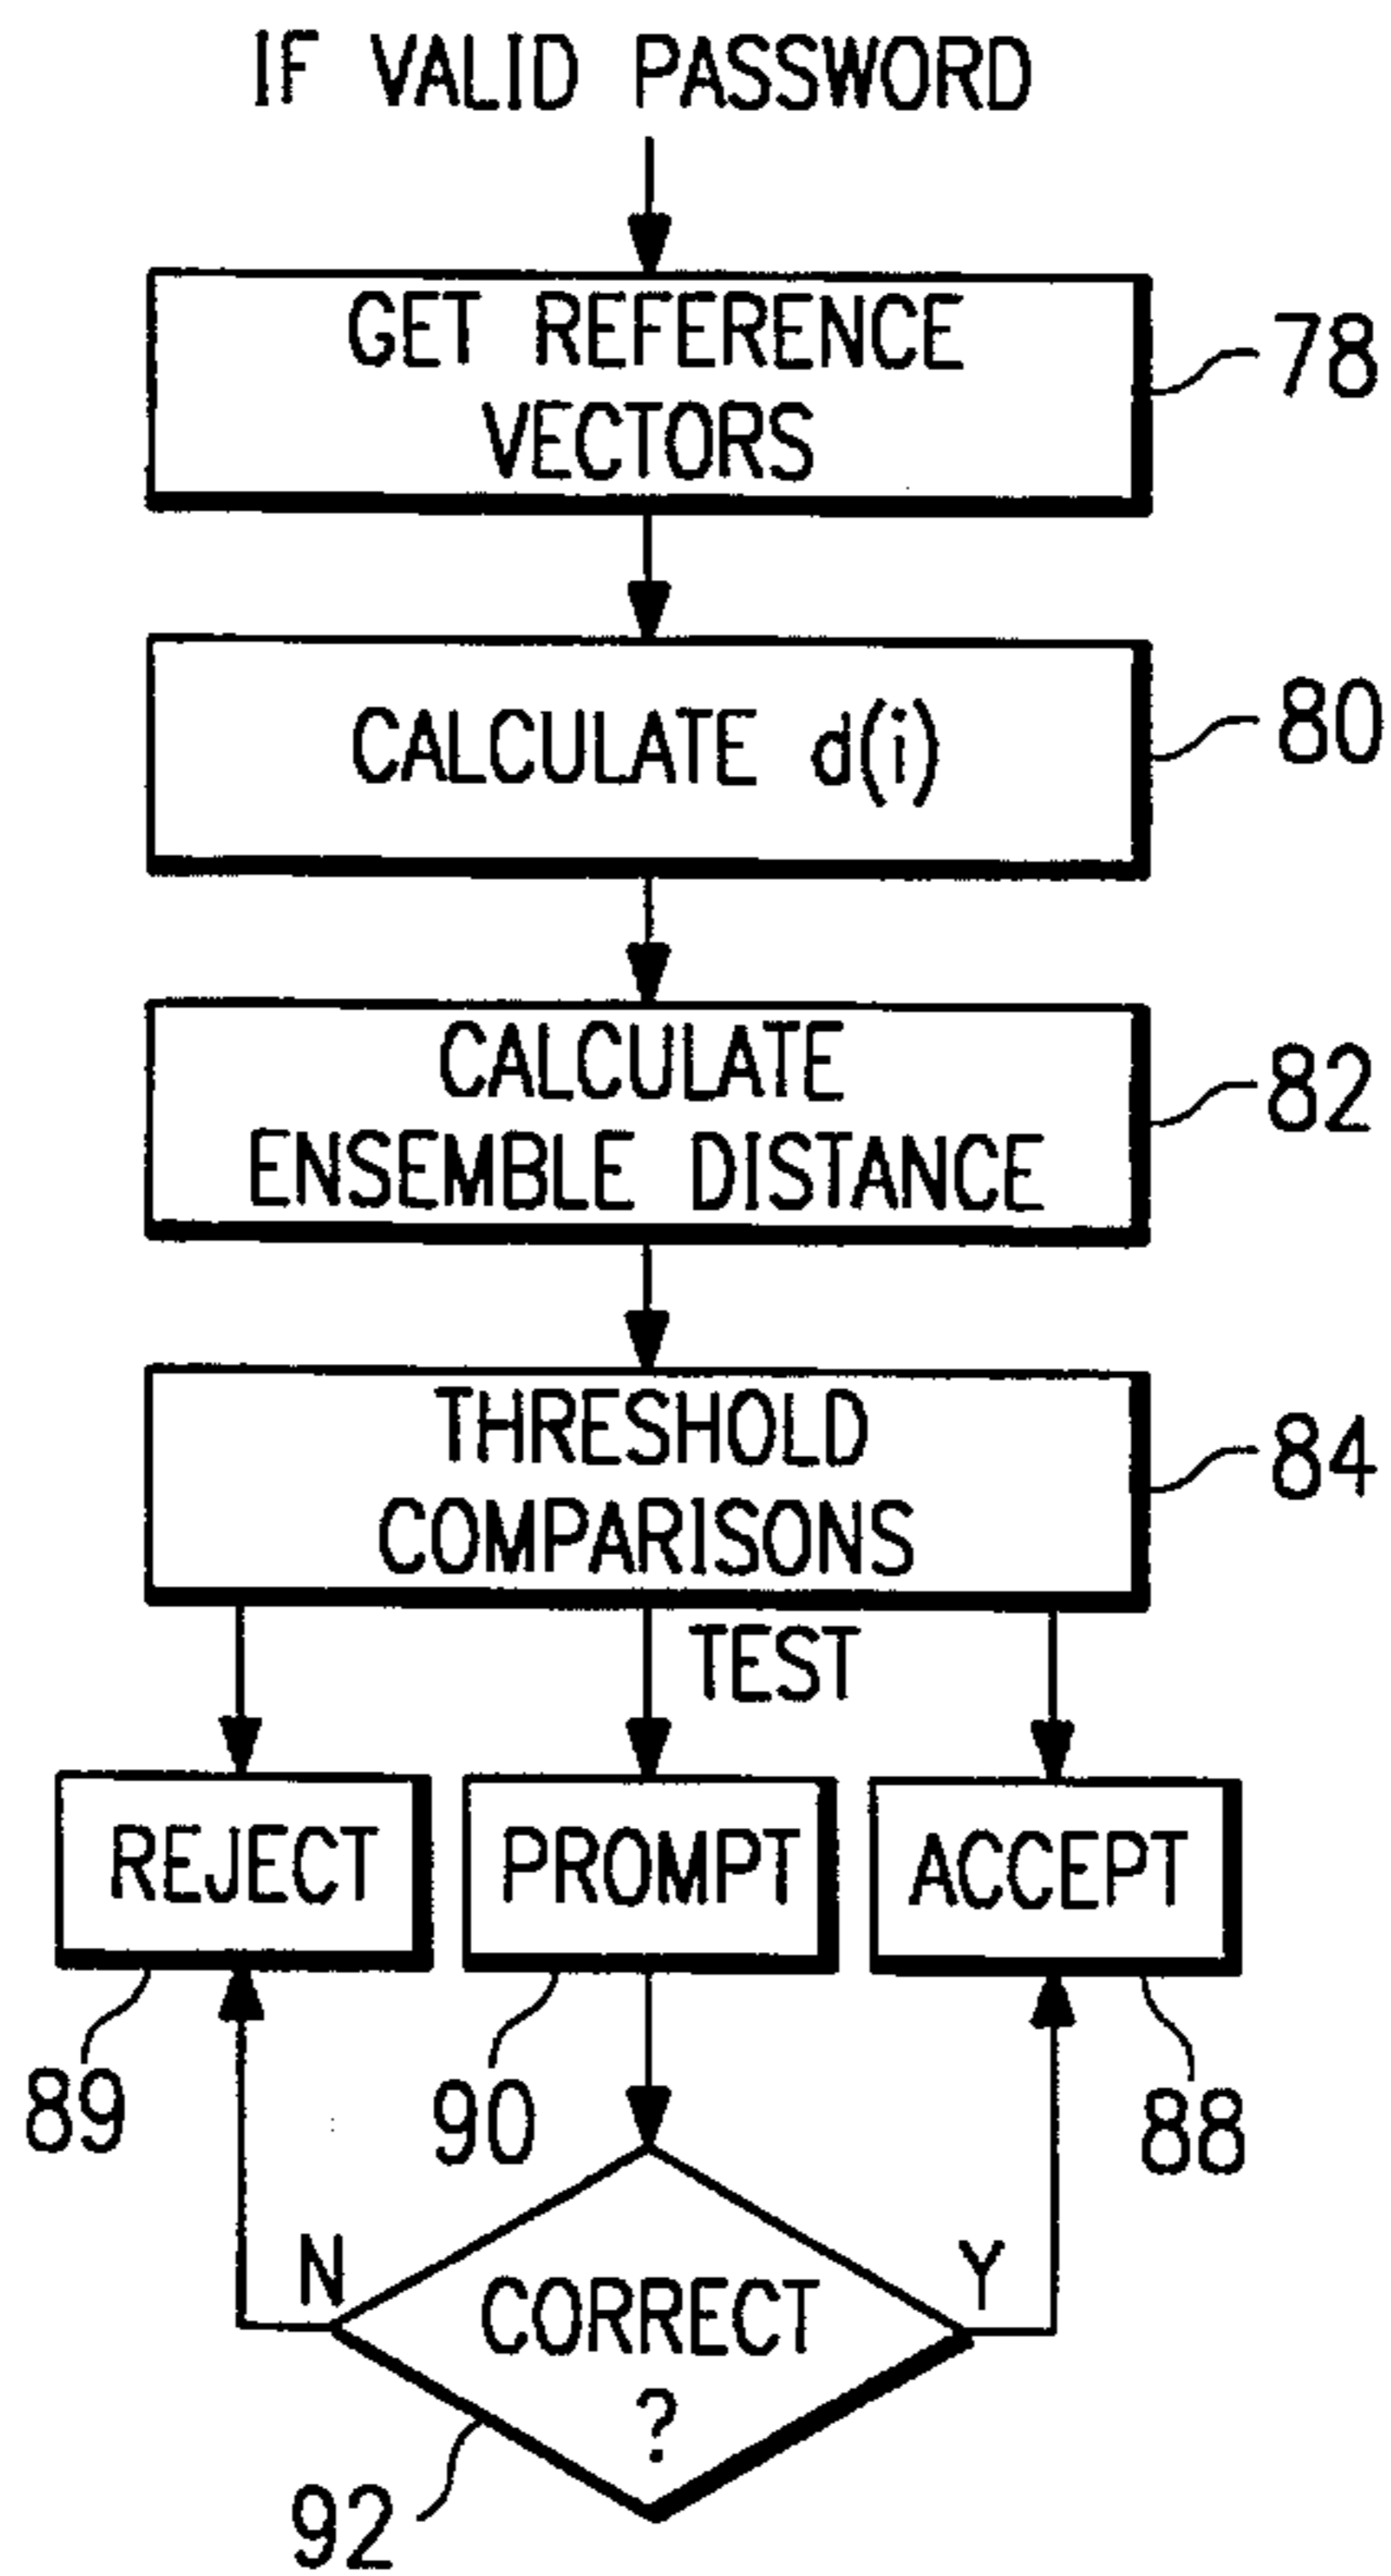 IF VALID PASSWORD
GET REFERENCE
VECTORS
78
CALCULATE d(i)
80
CALCULATE
ENSEMBLE DISTANCE
82
THRESHOLD
COMPARISONS
84
TEST
REJECT
PROMPT
ACCEPT
89
90
88
N
Y
CORRECT
?
92